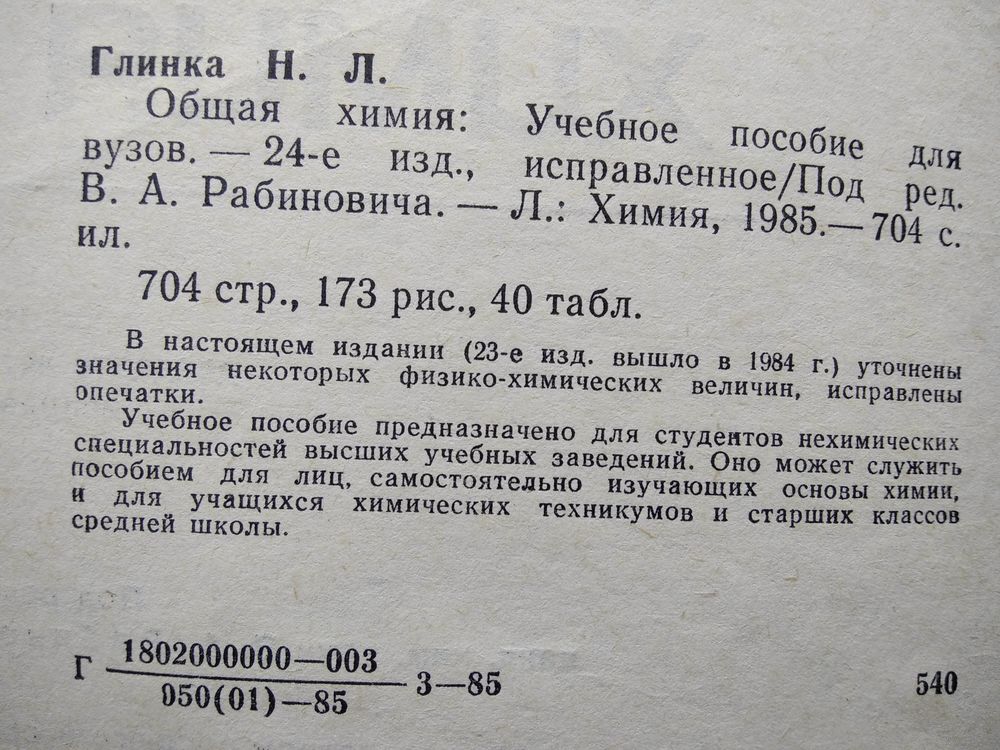 Глинка Н. Л.
Общая химия: Учебное пособие для
вузов. — 24-е изд., исправленное/Под ред.
В. А. Рабиновича. — Л.: Химия, 1985.— 704 с.
ил.
704 стр., 173 рис., 40 табл.
В настоящем издании (23-е изд. вышло в 1984 г.) уточнены
значения некоторых физико-химических величин, исправлены
опечатки.
Учебное пособие предназначено для студентов нехимических
специальностей высших учебных заведений. Оно может служить
пособием для лиц, самостоятельно изучающих основы химии,
и для учащихся химических техникумов и старших классов
средней школы.
1802000000—003
Г 3—85 540
050(01)—85